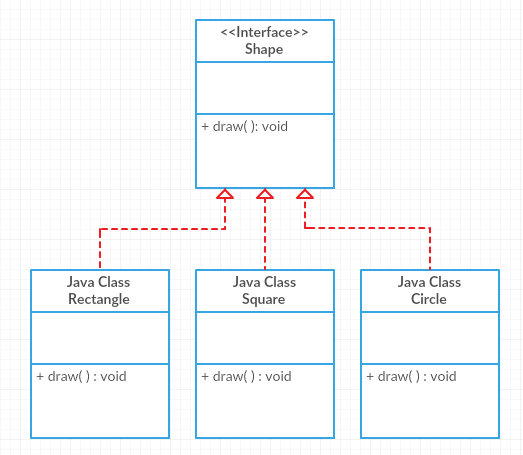 <<Interface>>
Shape
+ draw( ): void
Java Class
Rectangle
+ draw( ) : void
Java Class
Square
+ draw( ) : void
Java Class
Circle
+ draw( ) : void